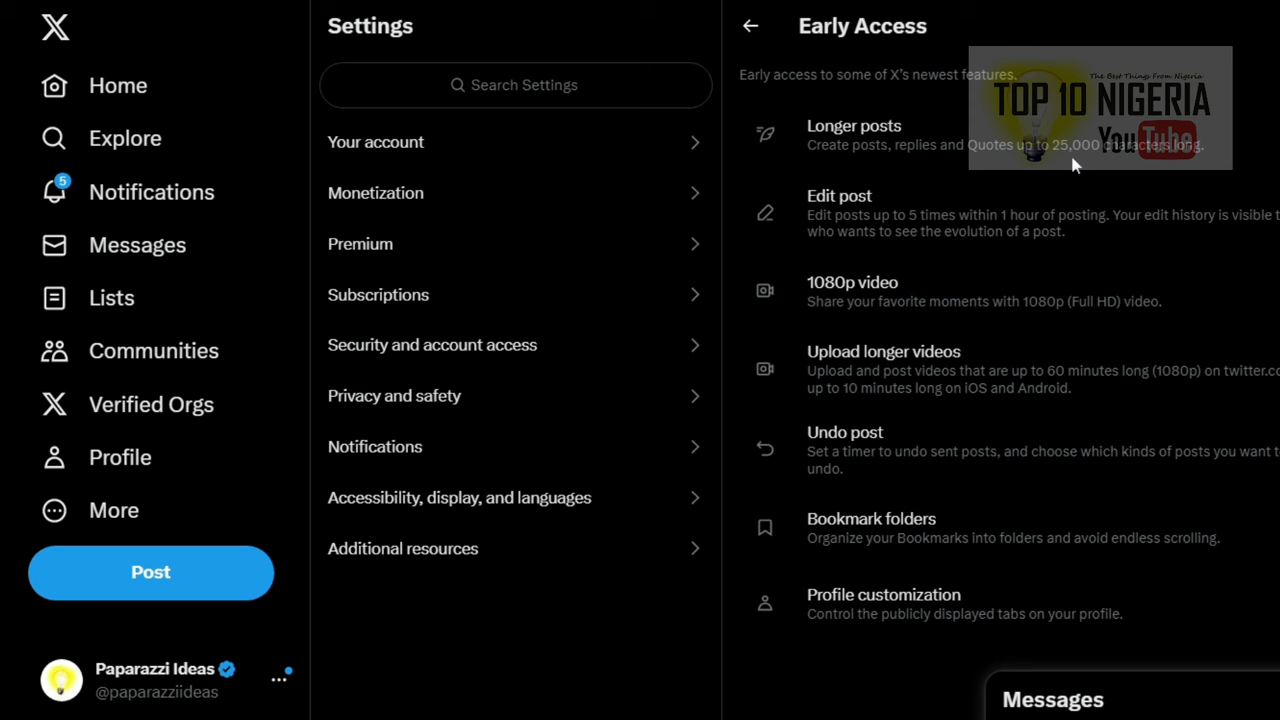 Home
Explore
5
Notifications
Messages
Lists
Communities
Verified Orgs
Profile
More
Post
Paparazzi Ideas
@paparazziideas
Settings
Search Settings
Your account
Monetization
Premium
Subscriptions
Security and account access
Privacy and safety
Notifications
Accessibility, display, and languages
Additional resources
Early Access
Early access to some of X's newest features.
The Best Things From Nigeria
TOP 10 NIGERIA
YouTube
Longer posts
Create posts, replies and Quotes up to 25,000 characters long.
Edit post
Edit posts up to 5 times within 1 hour of posting. Your edit history is visible t
who wants to see the evolution of a post.
1080p video
Share your favorite moments with 1080p (Full HD) video.
Upload longer videos
Upload and post videos that are up to 60 minutes long (1080p) on twitter.co
up to 10 minutes long on iOS and Android.
Undo post
Set a timer to undo sent posts, and choose which kinds of posts you want to
undo.
Bookmark folders
Organize your Bookmarks into folders and avoid endless scrolling.
Profile customization
Control the publicly displayed tabs on your profile.
Messages